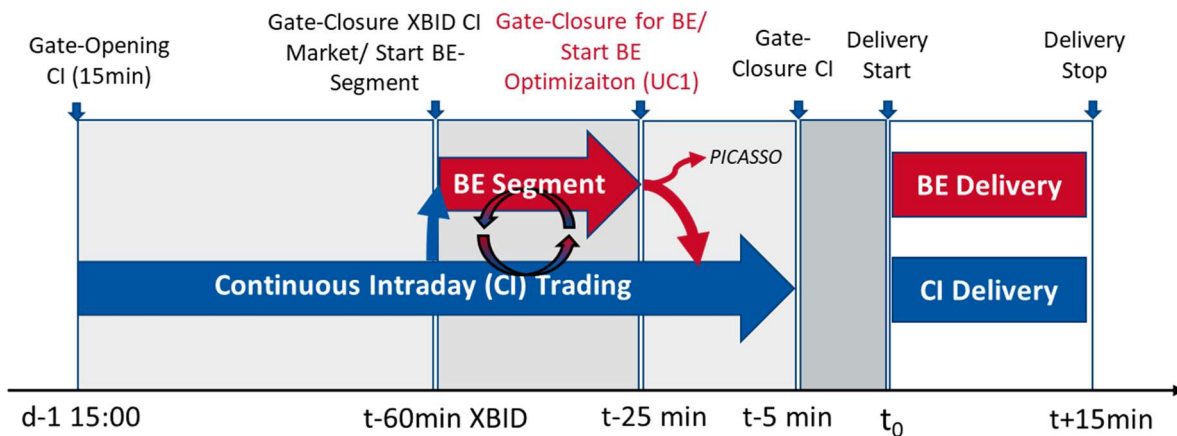 Gate-Opening
CI (15min)
Gate-Closure XBID CI
Market/ Start BE-
Segment
Gate-Closure for BE/
Start BE
Optimizaiton (UC1)
Gate-
Closure CI
Delivery
Start
Delivery
Stop
BE Segment
PICASSO
BE Delivery
Continuous Intraday (CI) Trading
CI Delivery
d-1 15:00
t-60min XBID
t-25 min
t-5 min
t₀
t+15min